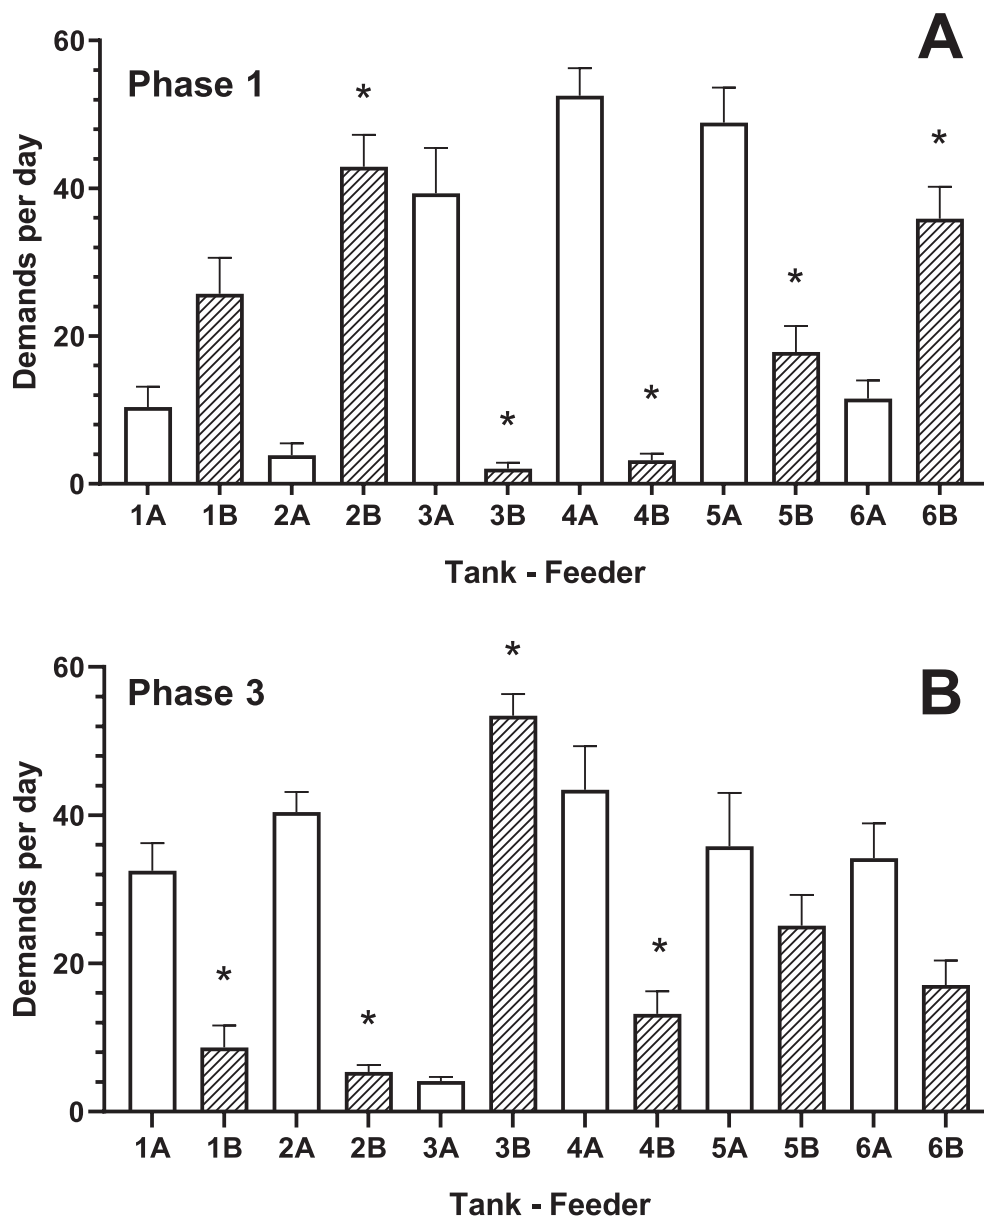 A
Phase 1
Demands per day
60
40
20
0
*
*
*
*
*
1A 1B 2A 2B 3A 3B 4A 4B 5A 5B 6A 6B
Tank - Feeder
B
Phase 3
Demands per day
60
40
20
0
*
*
*
*
1A 1B 2A 2B 3A 3B 4A 4B 5A 5B 6A 6B
Tank - Feeder